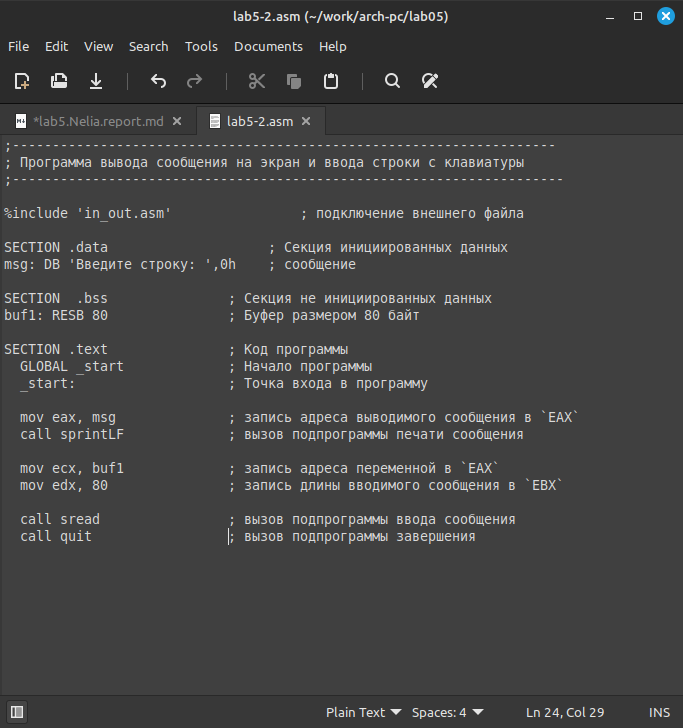 lab5-2.asm (~/work/arch-pc/lab05)
File Edit View Search Tools Documents Help
*lab5.Nelia.report.md lab5-2.asm
;--------------------------------------------------------------------
; Программа вывода сообщения на экран и ввода строки с клавиатуры
;---------------------------------------------------------------------
%include 'in_out.asm' ; подключение внешнего файла
SECTION .data ; Секция инициированных данных
msg: DB 'Введите строку: ',0h ; сообщение
SECTION .bss ; Секция не инициированных данных
buf1: RESB 80 ; Буфер размером 80 байт
SECTION .text ; Код программы
GLOBAL _start ; Начало программы
_start: ; Точка входа в программу
mov eax, msg ; запись адреса выводимого сообщения в `EAX`
call sprintLF ; вызов подпрограммы печати сообщения
mov ecx, buf1 ; запись адреса переменной в `EAX`
mov edx, 80 ; запись длины вводимого сообщения в `EBX`
call sread ; вызов подпрограммы ввода сообщения
call quit ; вызов подпрограммы завершения
Plain Text Spaces: 4 Ln 24, Col 29 INS